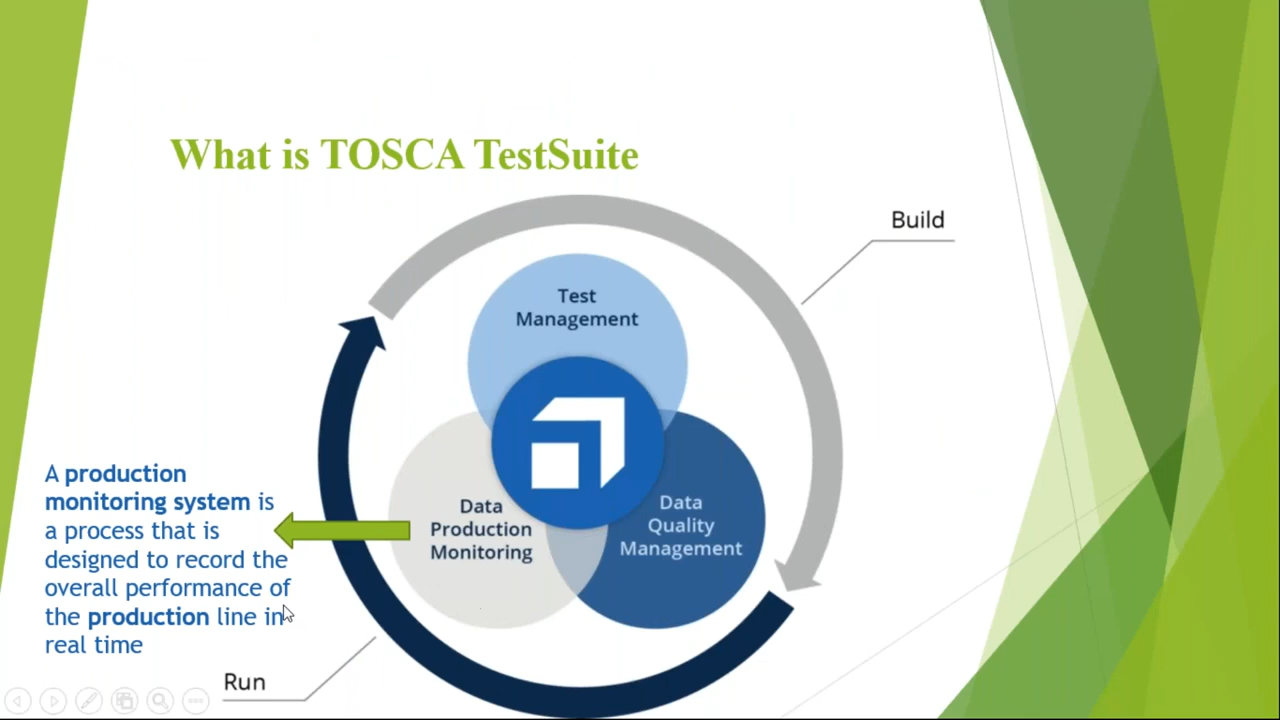 What is TOSCA TestSuite
Build
Test
Management
Data
Production
Monitoring
Data
Quality
Management
A production
monitoring system is
a process that is
designed to record the
overall performance of
the production line in
real time
Run